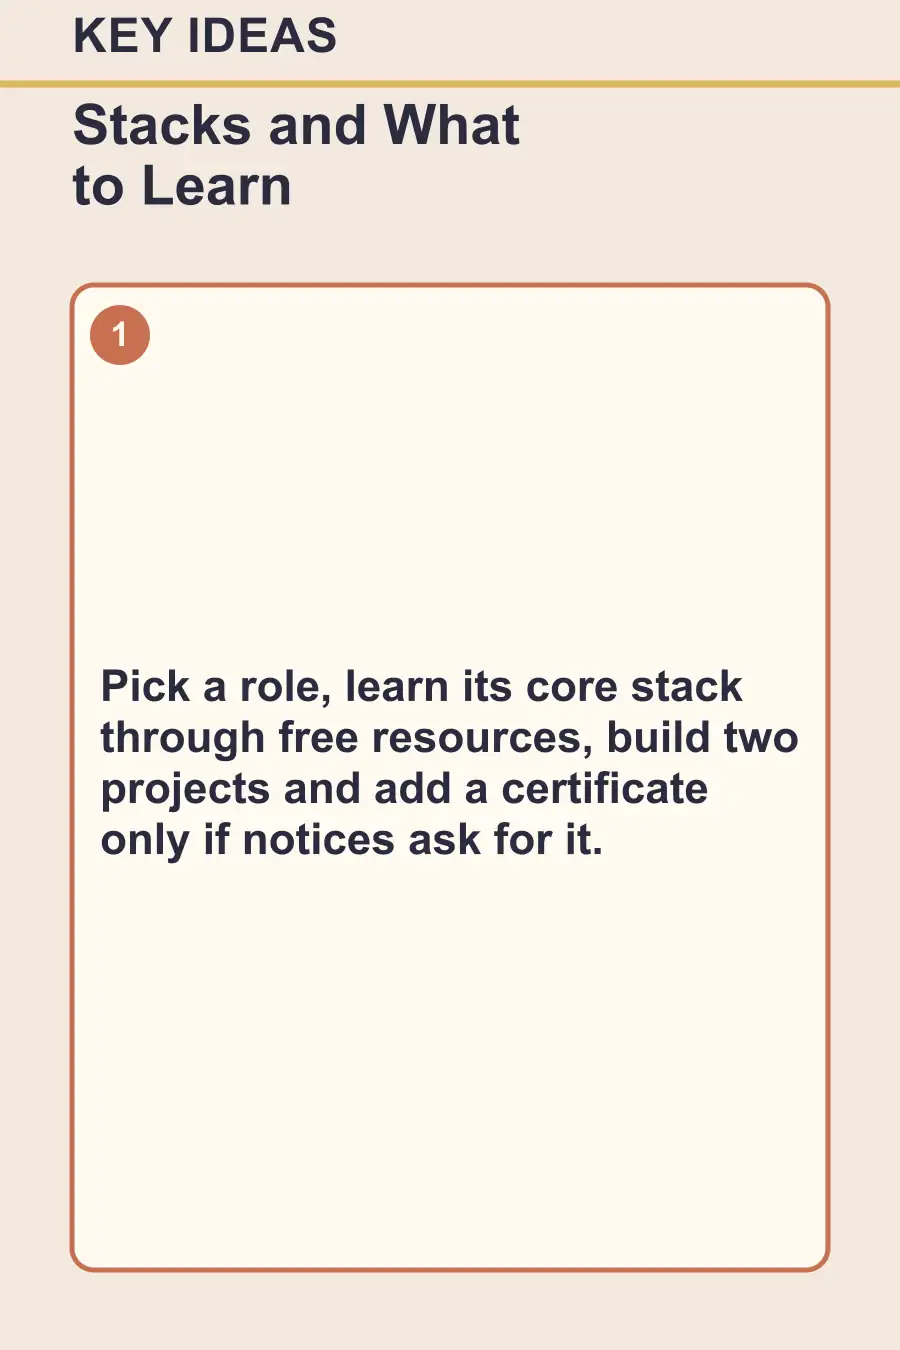 KEY IDEAS
Stacks and What
to Learn
1
Pick a role, learn its core stack
through free resources, build two
projects and add a certificate
only if notices ask for it.